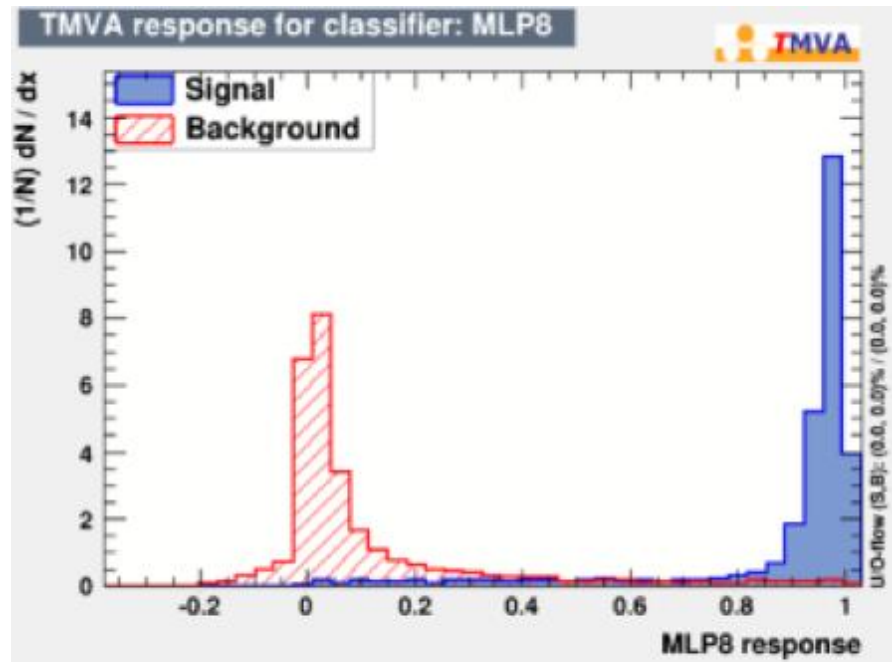 TMVA response for classifier: MLP8
TMVA
Signal
Background
(1/N) dN / dx
14
12
10
8
6
4
2
0
-0.2
0
0.2
0.4
0.6
0.8
1
MLP8 response
U/O-flow (S,B): (0.0, 0.0)% / (0.0, 0.0)%